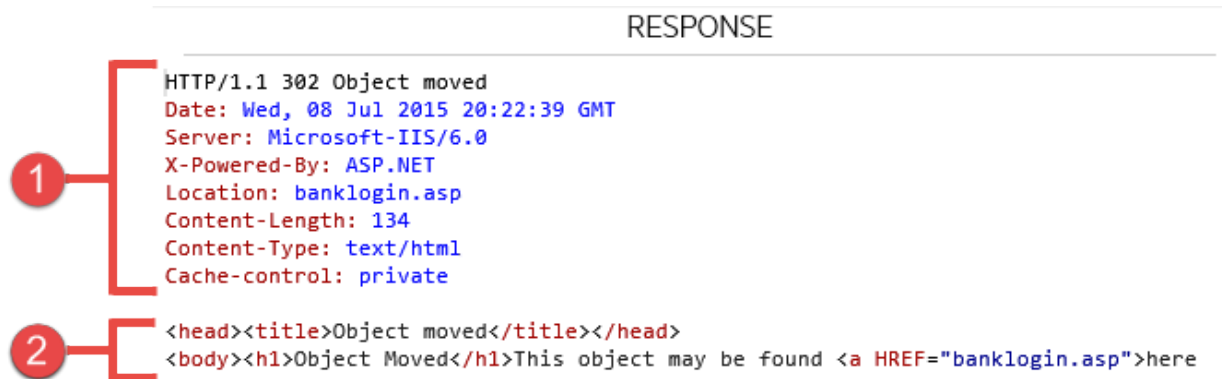 RESPONSE
HTTP/1.1 302 Object moved
Date: Wed, 08 Jul 2015 20:22:39 GMT
Server: Microsoft-IIS/6.0
X-Powered-By: ASP.NET
1
Location: banklogin.asp
Content-Length: 134
Content-Type: text/html
Cache-control: private
2
<head><title>Object moved</title></head>
<body><h1>Object Moved</h1>This object may be found <a HREF="banklogin.asp">here